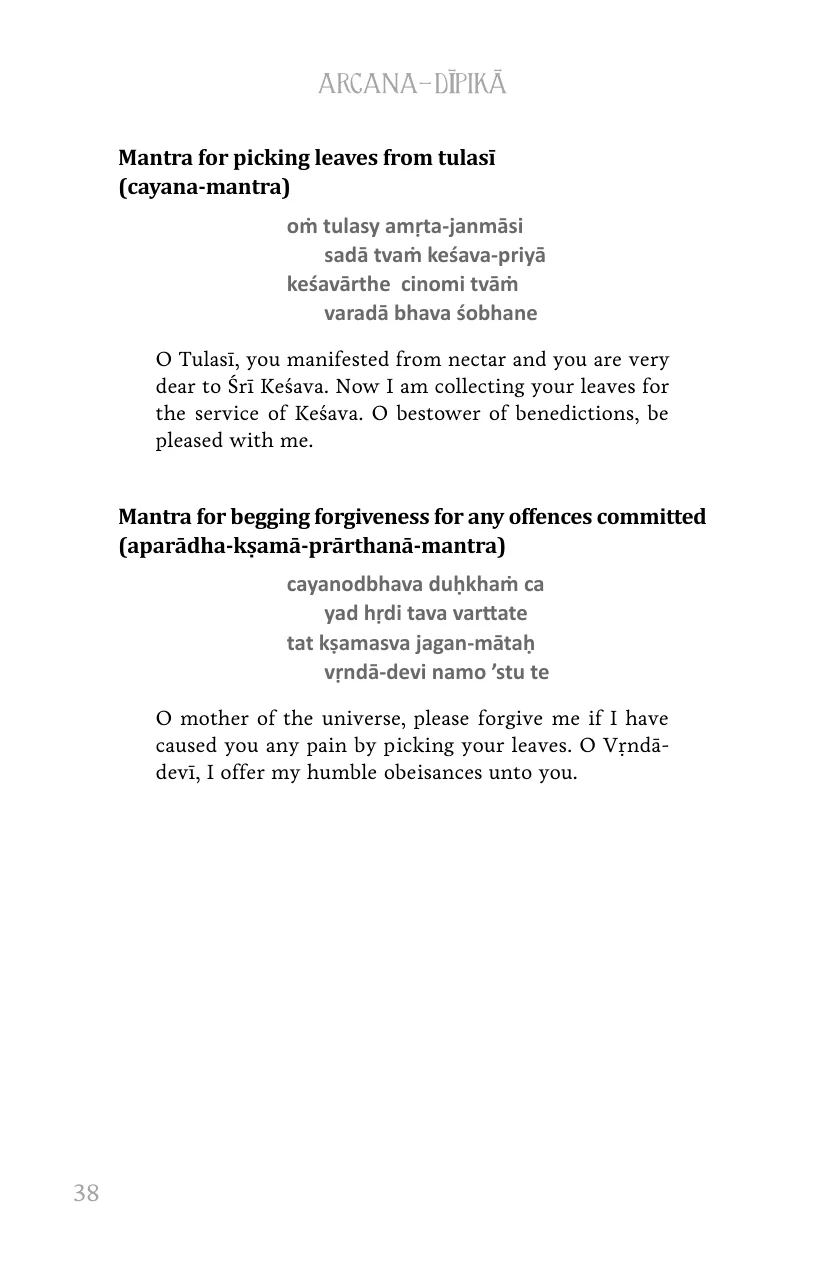 ARCANA-DĪPIKĀ
Mantra for picking leaves from tulasī
(cayana-mantra)
oṁ tulasy amṛta-janmāsi
sadā tvaṁ keśava-priyā
keśavārthe cinomi tvāṁ
varadā bhava śobhane
O Tulasī, you manifested from nectar and you are very
dear to Śrī Keśava. Now I am collecting your leaves for
the service of Keśava. O bestower of benedictions, be
pleased with me.
Mantra for begging forgiveness for any offences committed
(aparādha-kṣamā-prārthanā-mantra)
cayanodbhava duḥkhaṁ ca
yad hṛdi tava varttate
tat kṣamasva jagan-mātaḥ
vṛndā-devi namo ’stu te
O mother of the universe, please forgive me if I have
caused you any pain by picking your leaves. O Vṛndā-
devī, I offer my humble obeisances unto you.
38